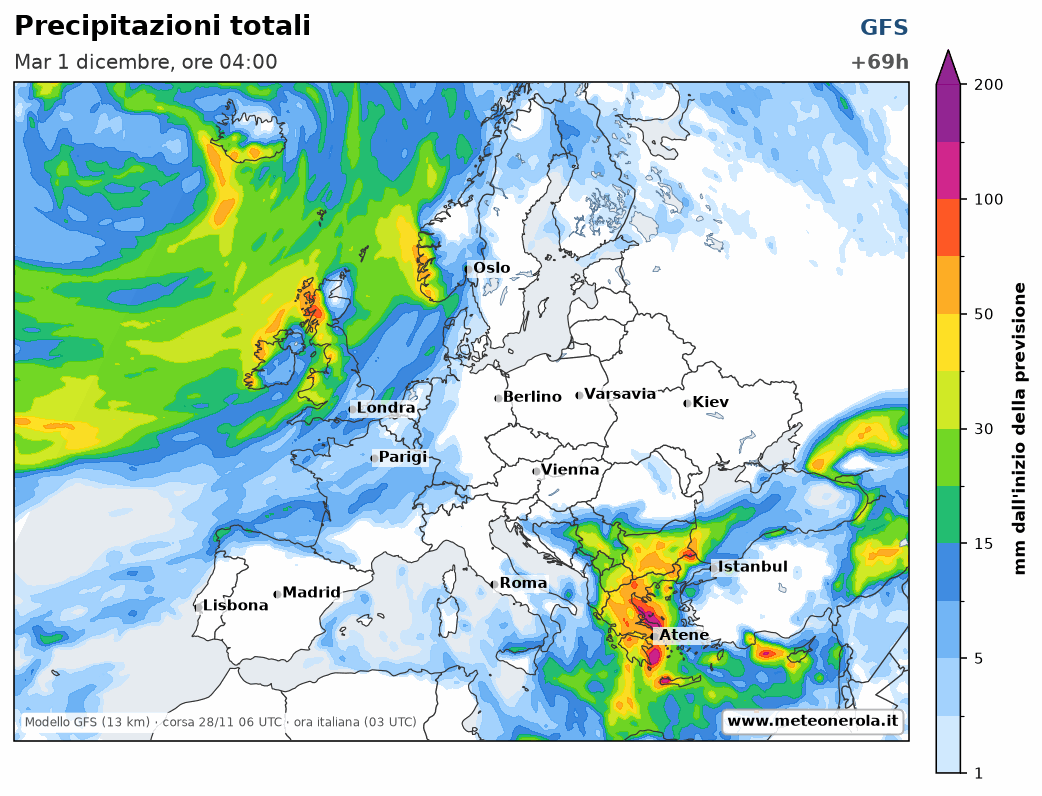 Precipitazioni totali
GFS
Mar 1 dicembre, ore 04:00
+69h
200
100
50
30
15
5
1
mm dall'inizio della previsione
Oslo
Berlino
Varsavia
Kiev
Londra
Parigi
Vienna
Istanbul
Roma
Madrid
Lisbona
Atene
Modello GFS (13 km) · corsa 28/11 06 UTC · ora italiana (03 UTC)
www.meteonerola.it